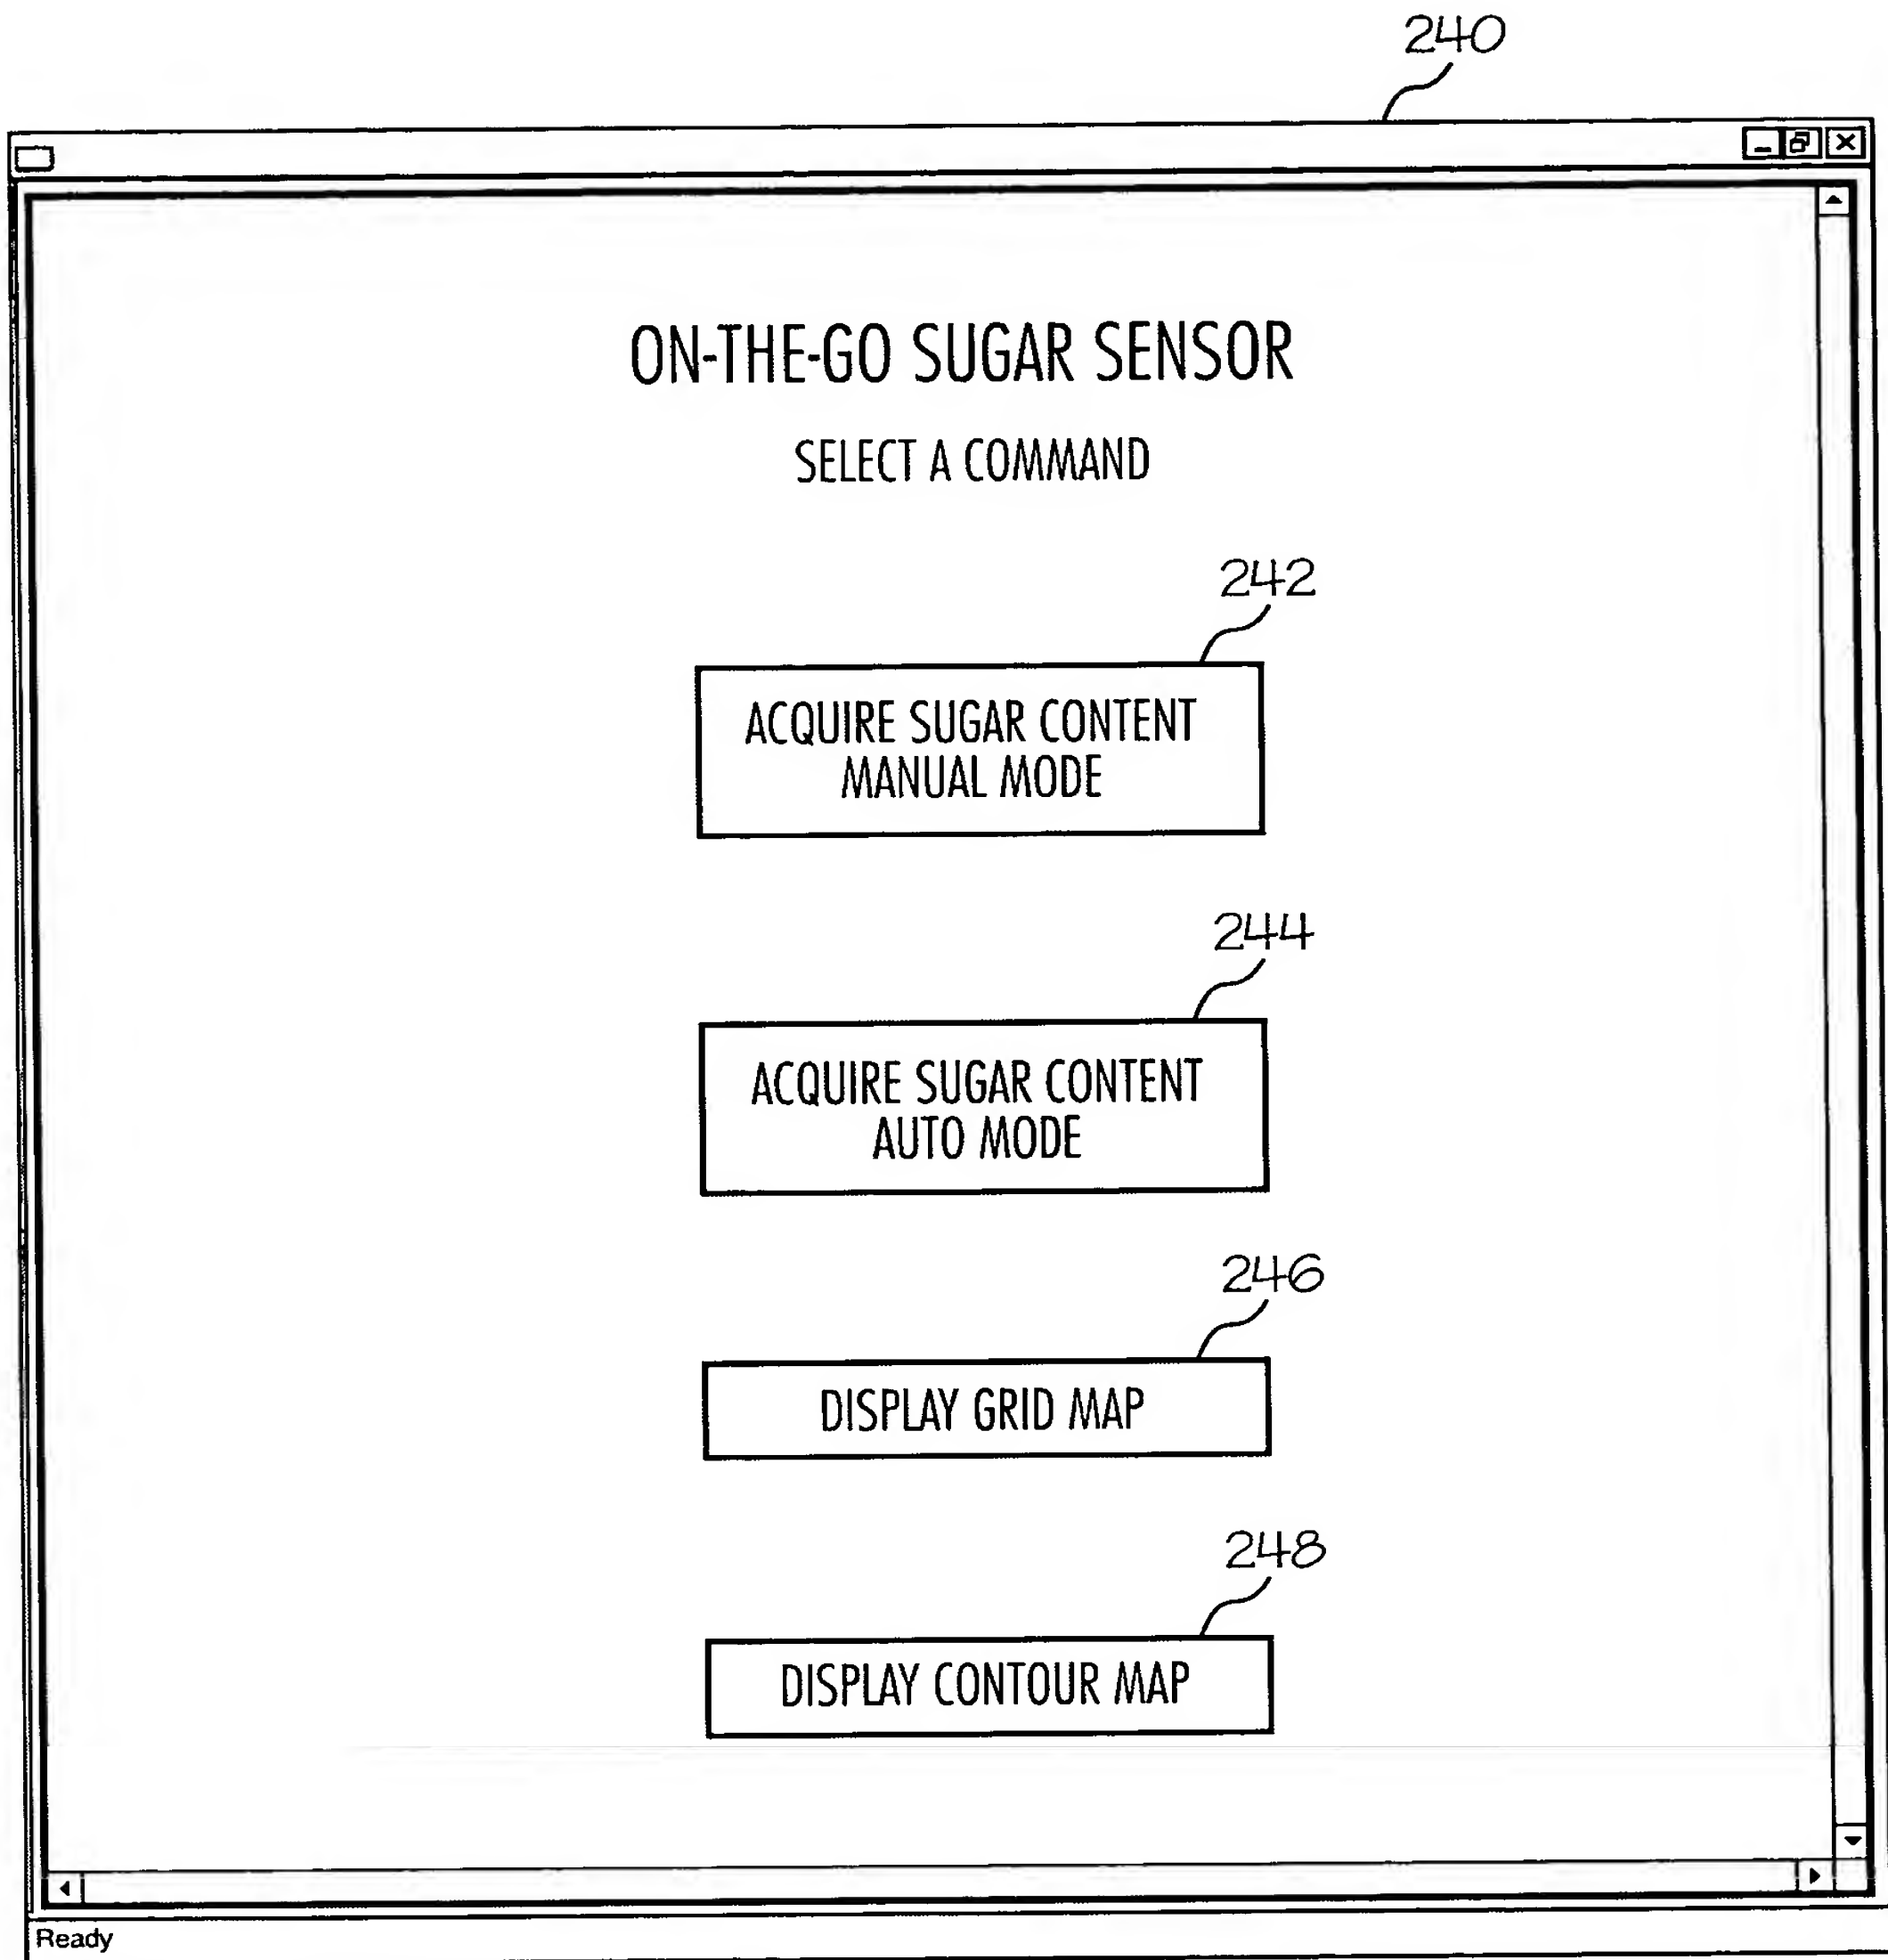 240
ON-THE-GO SUGAR SENSOR
SELECT A COMMAND
242
ACQUIRE SUGAR CONTENT
MANUAL MODE
244
ACQUIRE SUGAR CONTENT
AUTO MODE
246
DISPLAY GRID MAP
248
DISPLAY CONTOUR MAP
Ready